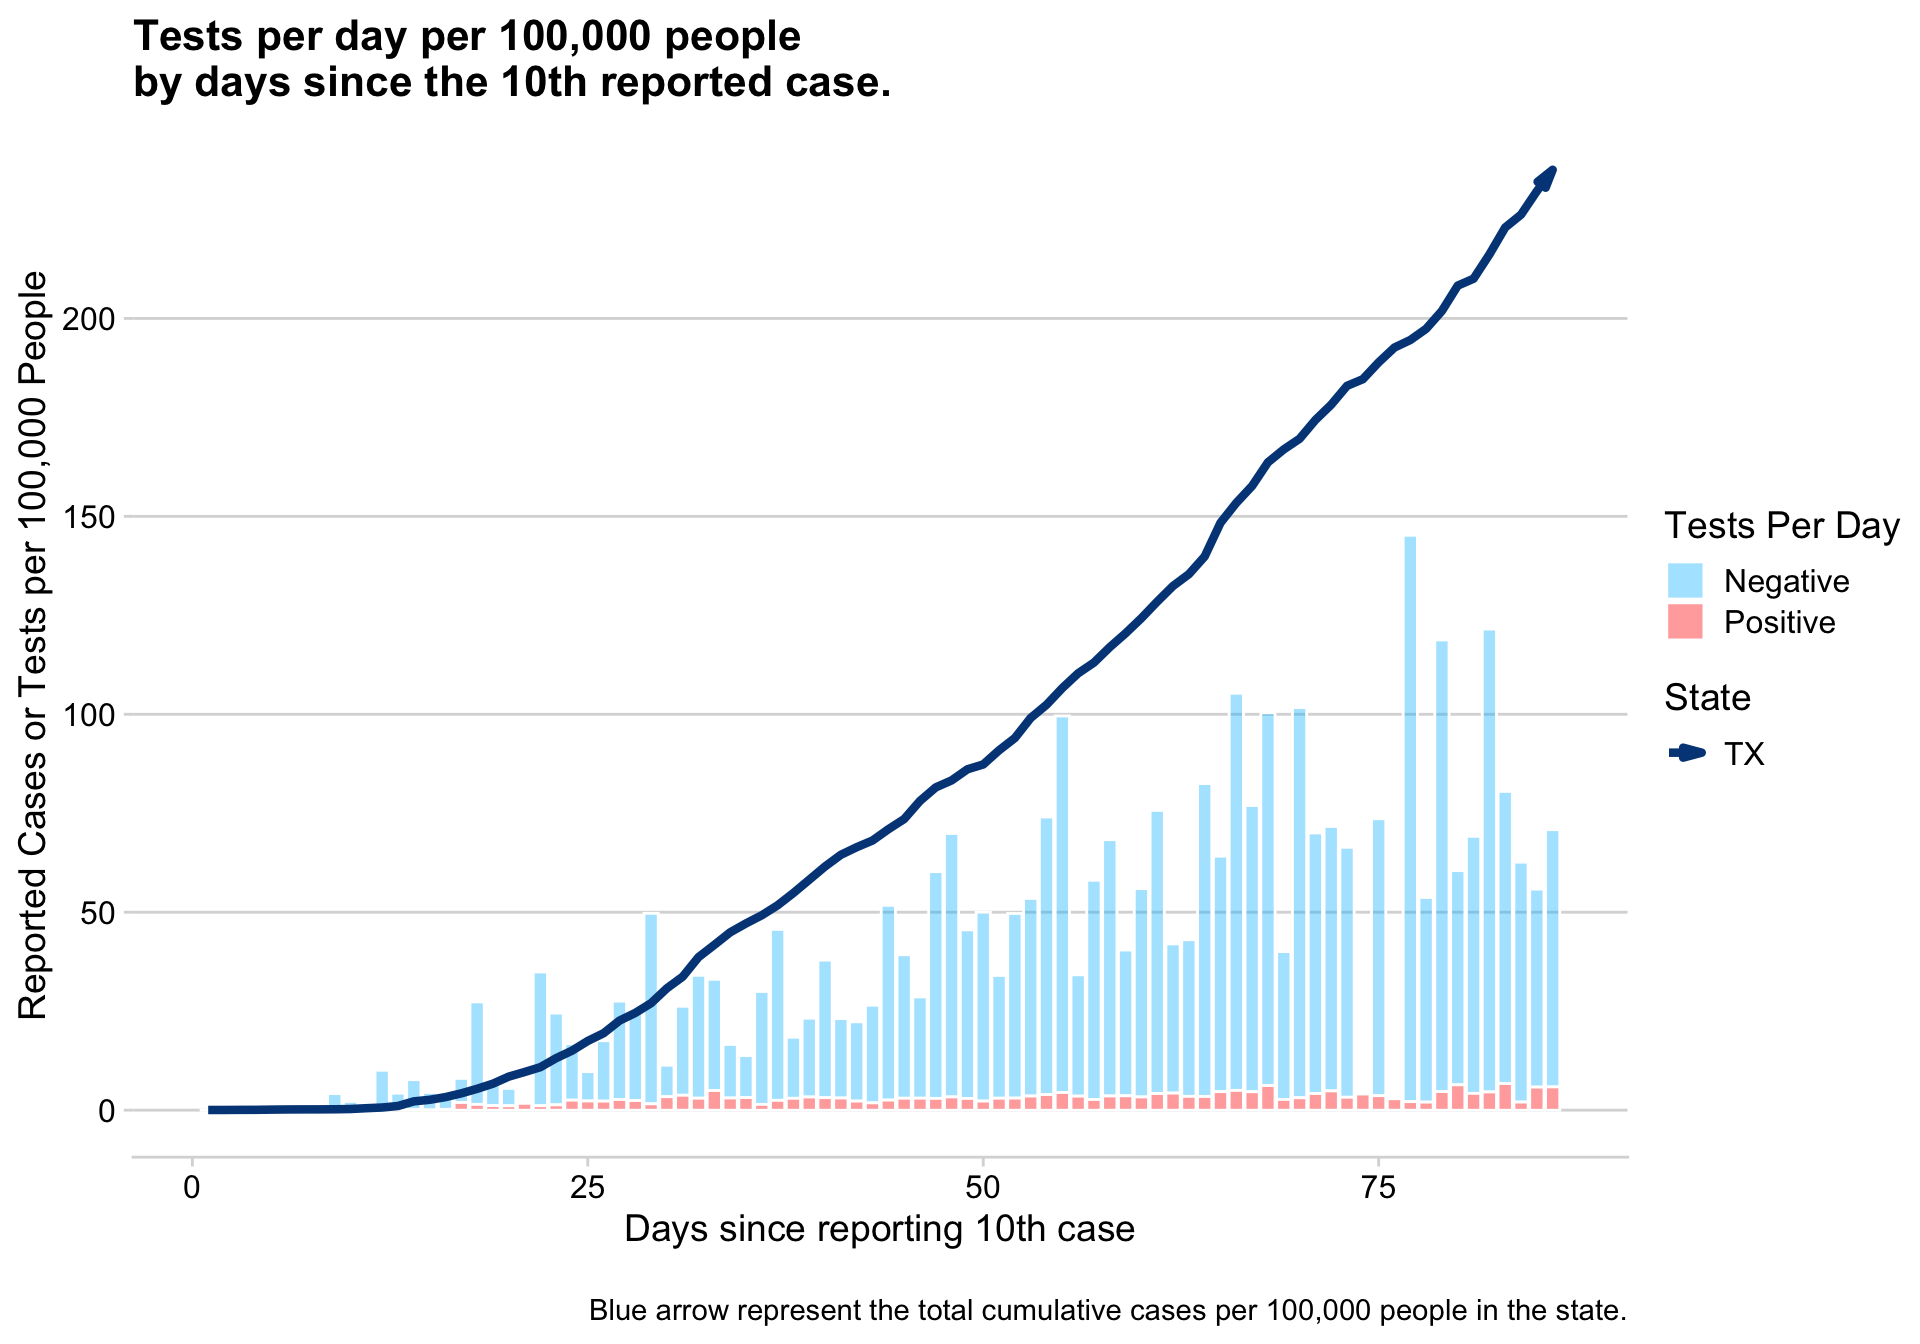 Tests per day per 100,000 people
by days since the 10th reported case.
Reported Cases or Tests per 100,000 People
200
150
100
50
0
0
25
50
75
Days since reporting 10th case
Tests Per Day
Negative
Positive
State
TX
Blue arrow represent the total cumulative cases per 100,000 people in the state.